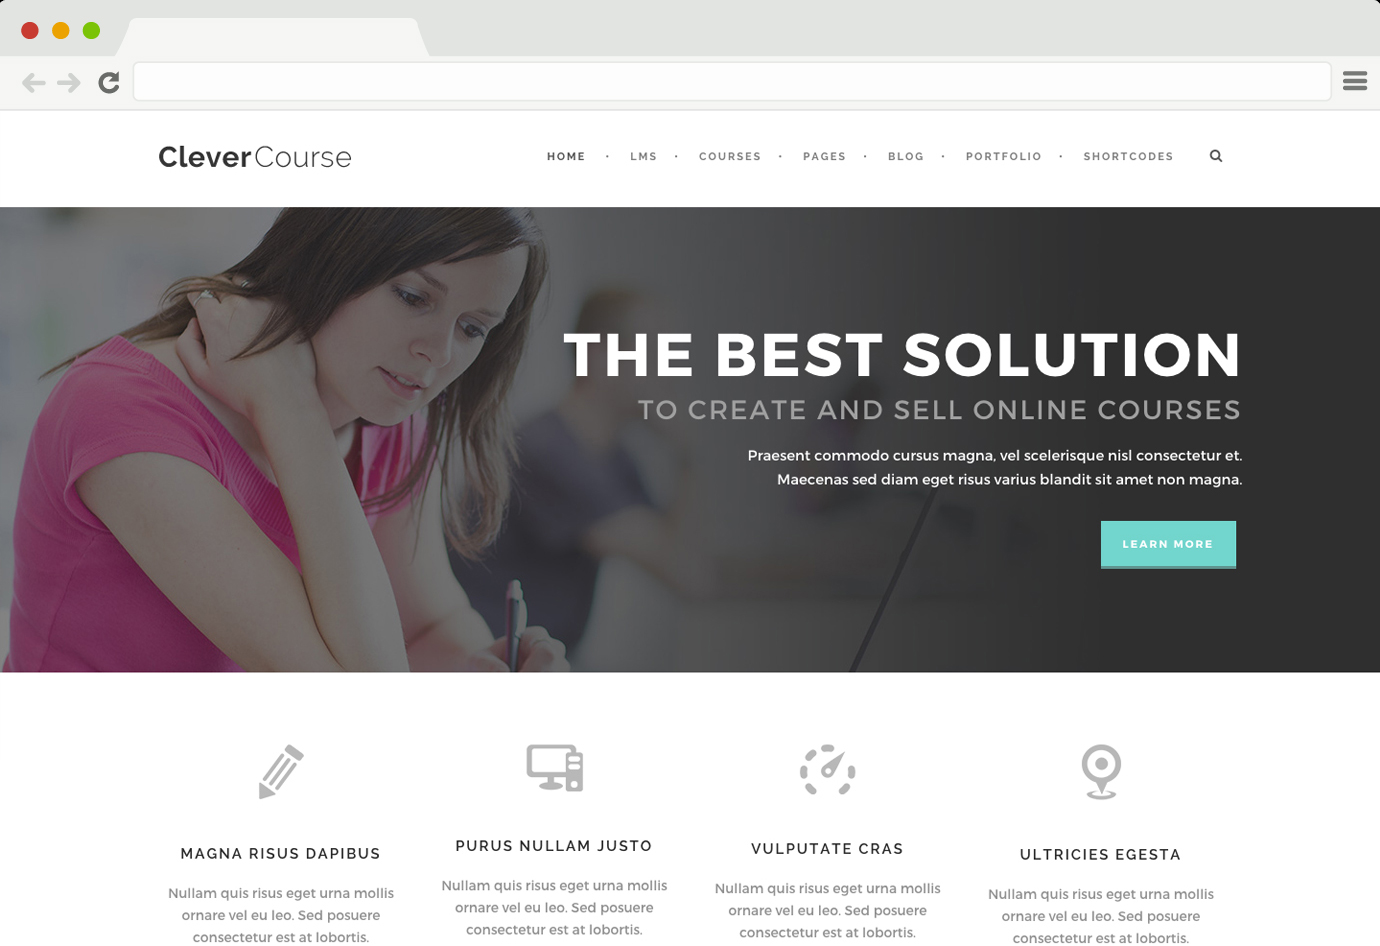 CleverCourse
HOME • LMS • COURSES • PAGES • BLOG • PORTFOLIO • SHORTCODES
THE BEST SOLUTION
TO CREATE AND SELL ONLINE COURSES
Praesent commodo cursus magna, vel scelerisque nisl consectetur et.
Maecenas sed diam eget risus varius blandit sit amet non magna.
LEARN MORE
MAGNA RISUS DAPIBUS
Nullam quis risus eget urna mollis
ornare vel eu leo. Sed posuere
consectetur est at lobortis.
PURUS NULLAM JUSTO
Nullam quis risus eget urna mollis
ornare vel eu leo. Sed posuere
consectetur est at lobortis.
VULPUTATE CRAS
Nullam quis risus eget urna mollis
ornare vel eu leo. Sed posuere
consectetur est at lobortis.
ULTRICIES EGESTA
Nullam quis risus eget urna mollis
ornare vel eu leo. Sed posuere
consectetur est at lobortis.